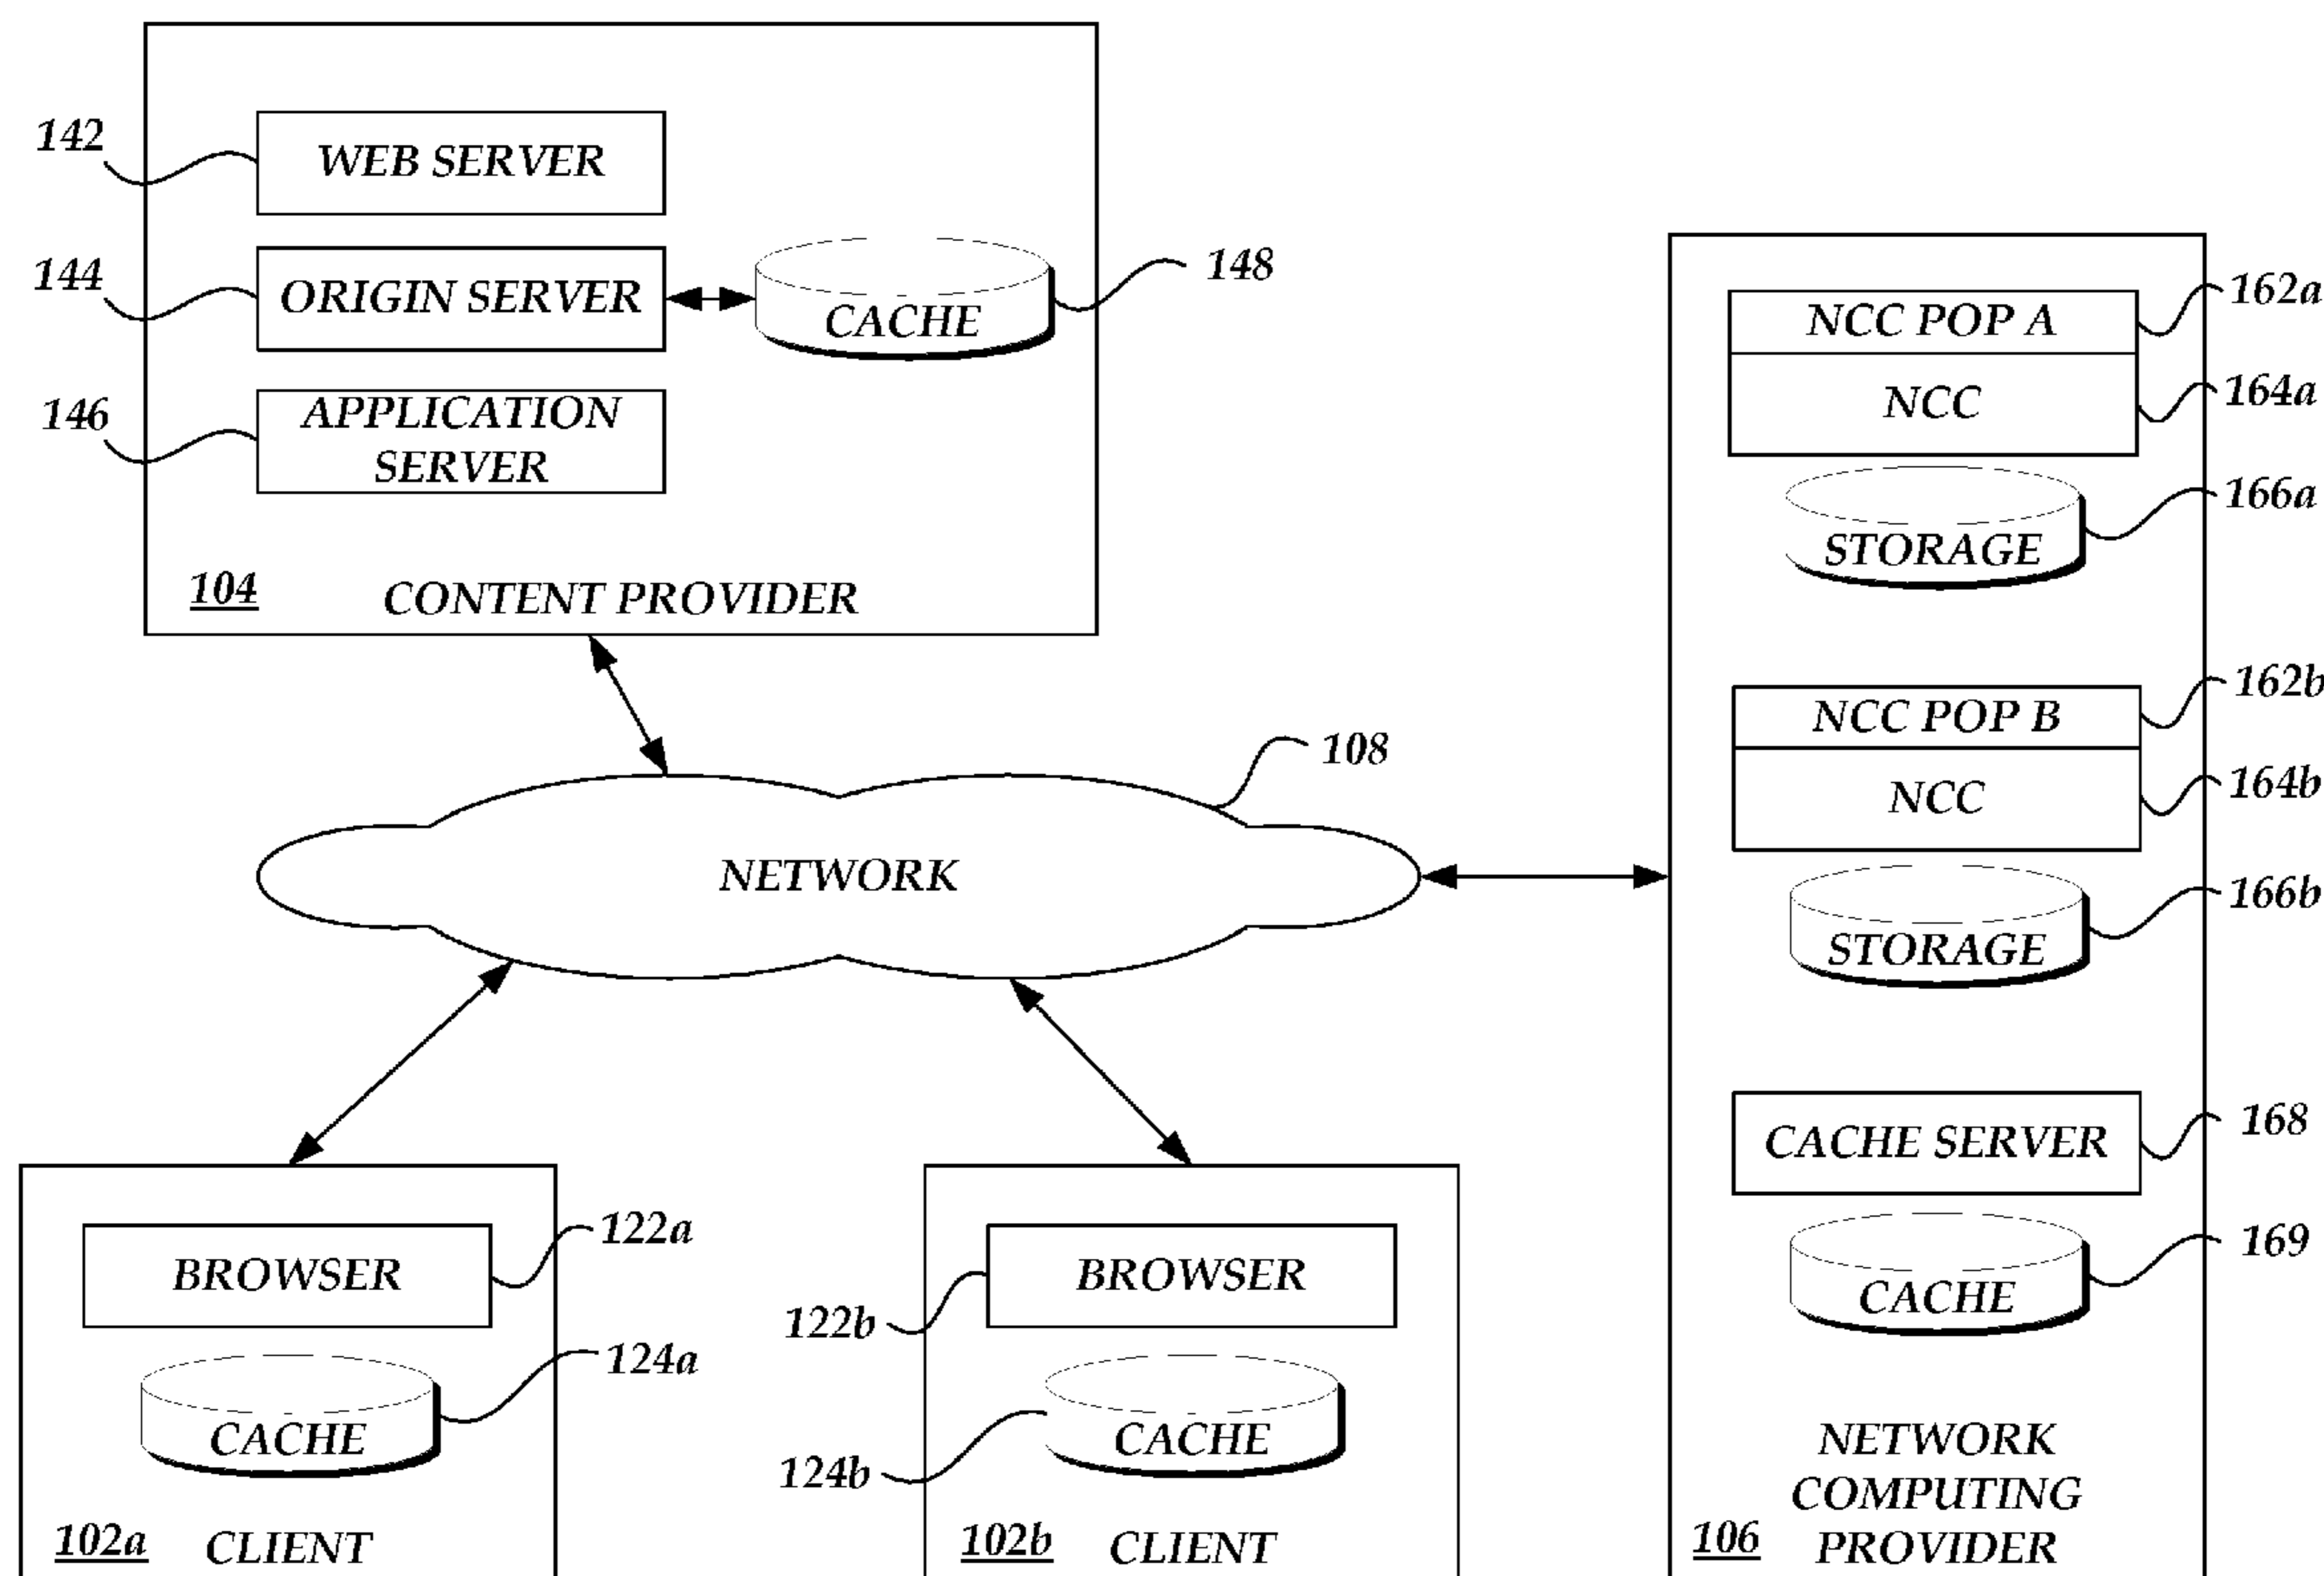 142
WEB SERVER
144
ORIGIN SERVER
CACHE
148
146
APPLICATION
SERVER
104
CONTENT PROVIDER
NCC POP A
162a
NCC
164a
STORAGE
166a
NCC POP B
162b
NCC
164b
STORAGE
166b
CACHE SERVER
168
CACHE
169
NETWORK
COMPUTING
PROVIDER
106
108
NETWORK
BROWSER
122a
CACHE
124a
102a
CLIENT
BROWSER
122b
CACHE
124b
102b
CLIENT